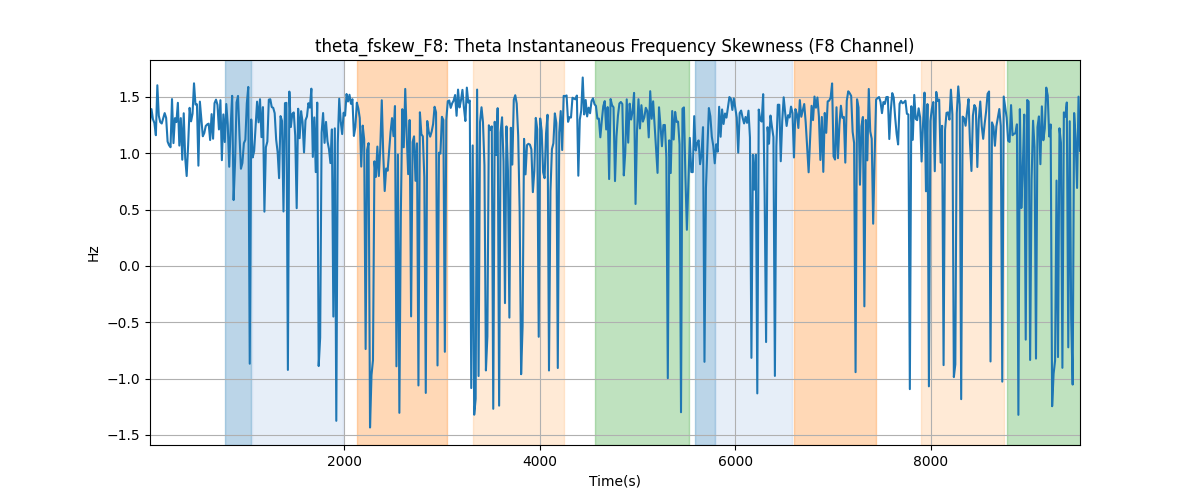 theta_fskew_F8: Theta Instantaneous Frequency Skewness (F8 Channel)
1.5
1.0
0.5
0.0
−0.5
−1.0
−1.5
Hz
2000 4000 6000 8000
Time(s)